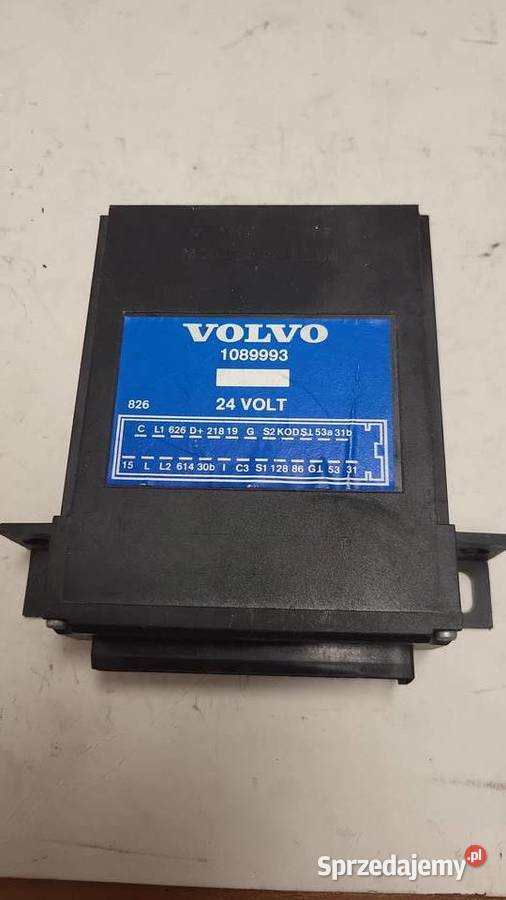 VOLVO
1089993
826 24 VOLT
C L1 626 D+ 218 19 G S2 KOD S⊥ 53a 31b
15 L L2 614 30b I C3 S1 128 86 G⊥ 53 31
Sprzedajemy.pl